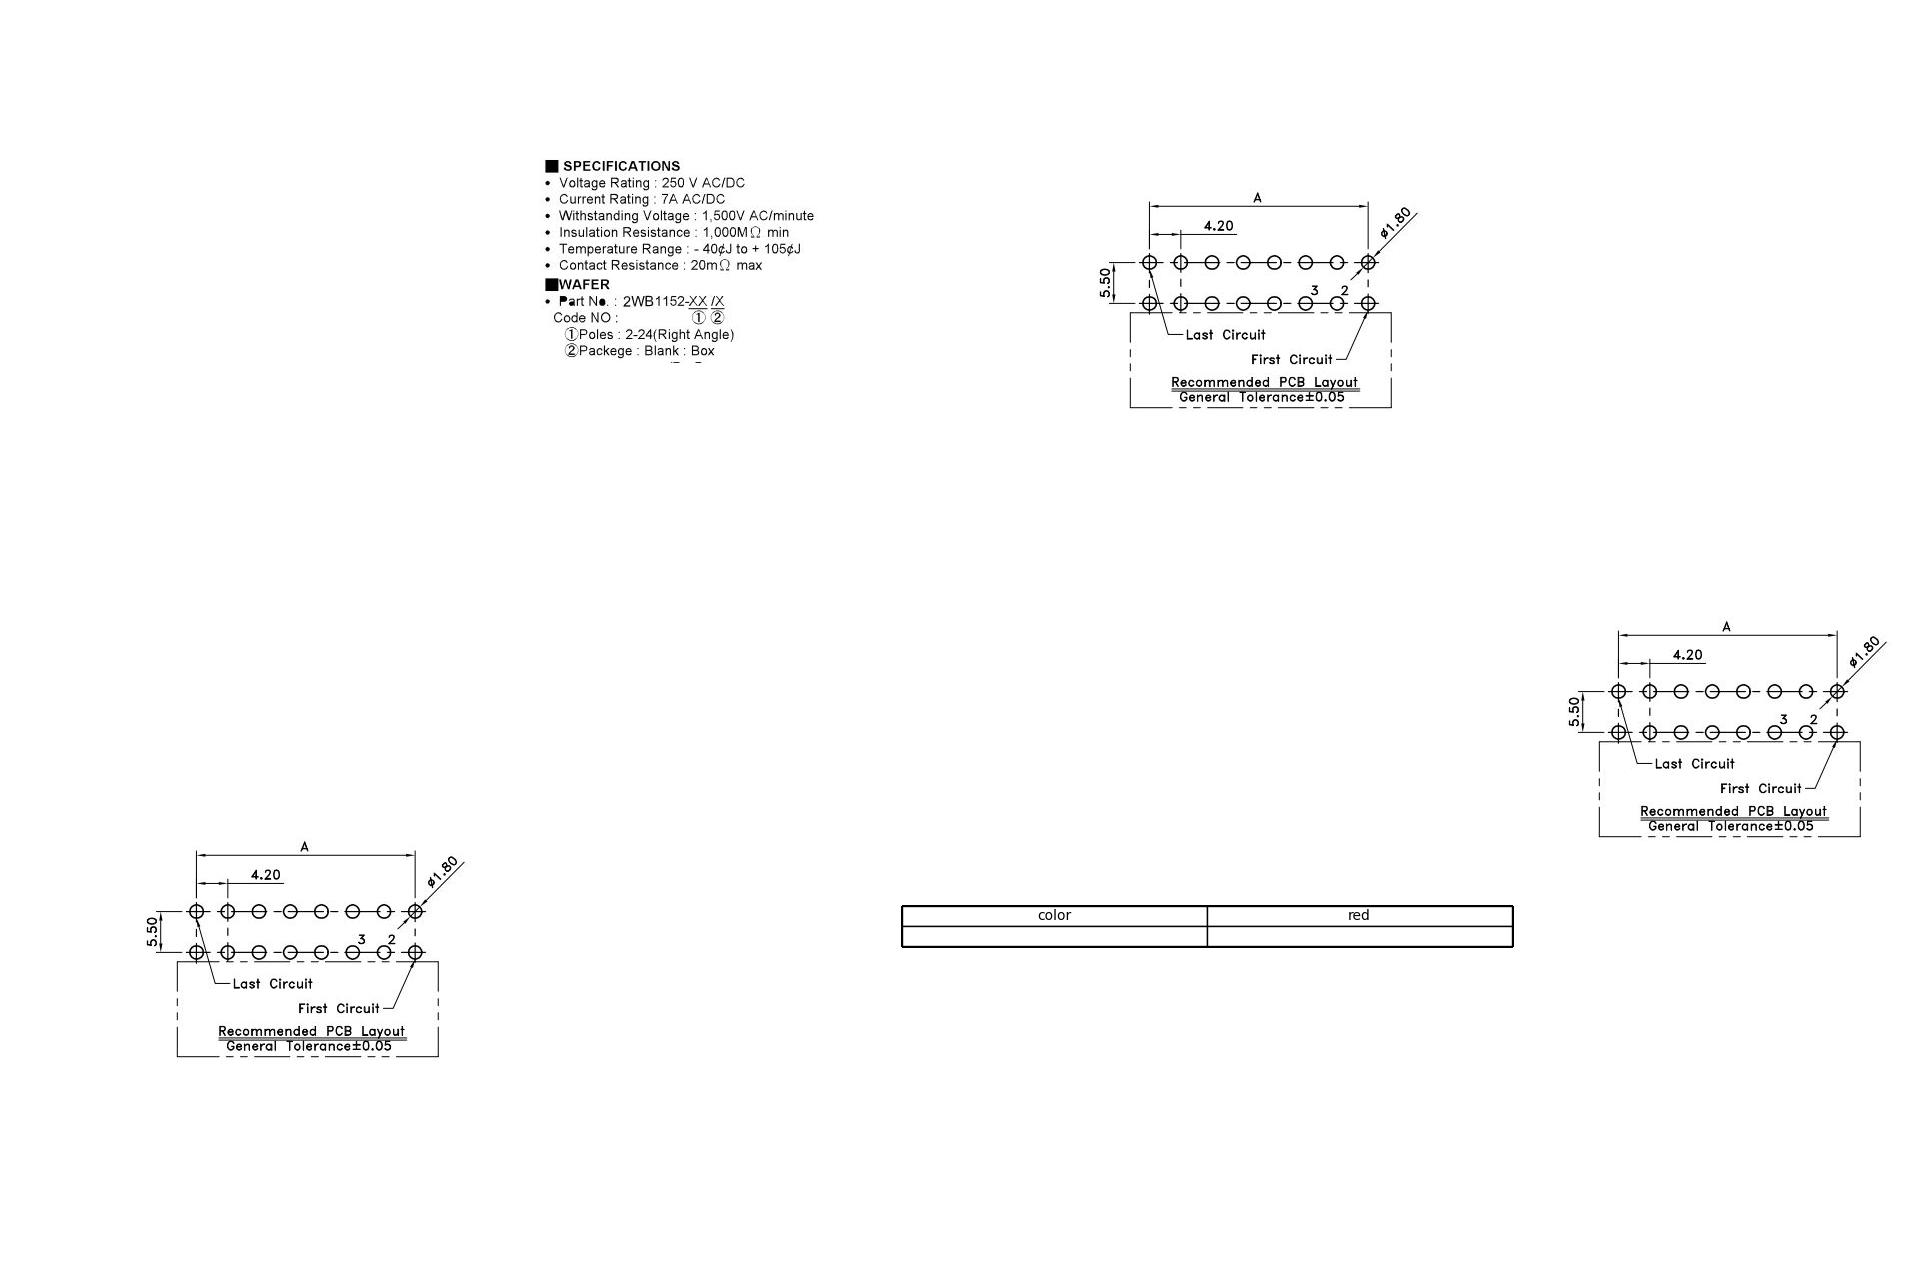 ■ SPECIFICATIONS
• Voltage Rating : 250 V AC/DC
• Current Rating : 7A AC/DC
• Withstanding Voltage : 1,500V AC/minute
• Insulation Resistance : 1,000MΩ min
• Temperature Range : - 40¢J to + 105¢J
• Contact Resistance : 20mΩ max
■WAFER
• Part No. : 2WB1152-XX /X
Code NO : ① ②
①Poles : 2-24(Right Angle)
②Packege : Blank : Box
A
4.20
ø1.80
5.50
3 2
Last Circuit
First Circuit
Recommended PCB Layout
General Tolerance±0.05
A
4.20
ø1.80
5.50
3 2
Last Circuit
First Circuit
Recommended PCB Layout
General Tolerance±0.05
A
4.20
ø1.80
5.50
3 2
Last Circuit
First Circuit
Recommended PCB Layout
General Tolerance±0.05
color red